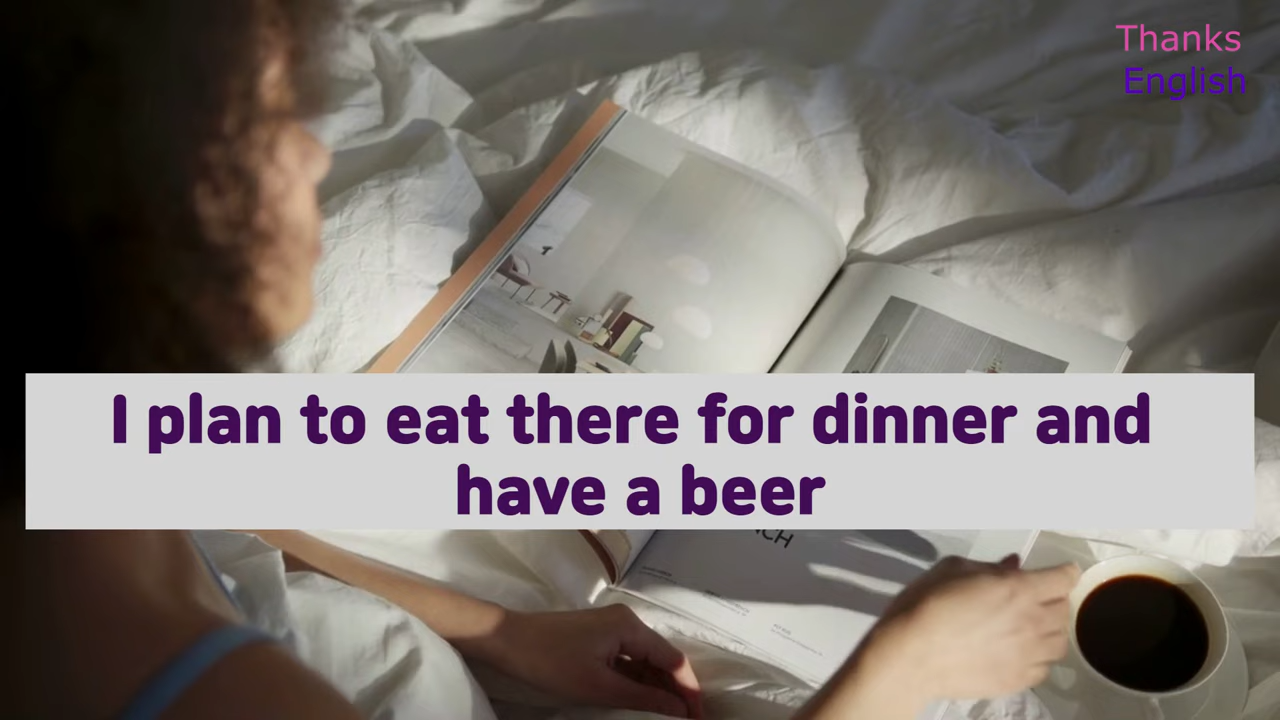 Thanks
English
I plan to eat there for dinner and
have a beer